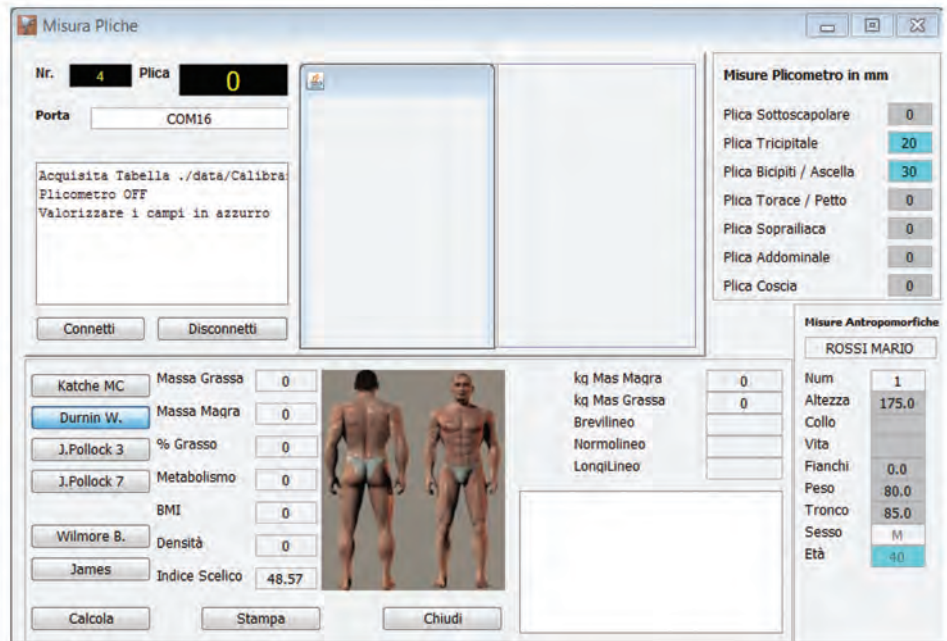 Misura Pliche
Nr. 4 Plica 0
Porta COM16
Acquisita Tabella ./data/Calibra
Plicometro OFF
Valorizzare i campi in azzurro
Connetti Disconnetti
Misure Plicometro in mm
Plica Sottoscapolare 0
Plica Tricipitale 20
Plica Bicipiti / Ascella 30
Plica Torace / Petto 0
Plica Soprailiaca 0
Plica Addominale 0
Plica Coscia 0
Katche MC
Durnin W.
J.Pollock 3
J.Pollock 7
Wilmore B.
James
Massa Grassa 0
Massa Magra 0
% Grasso 0
Metabolismo 0
BMI 0
Densità 0
Indice Scelico 48.57
kg Mas Magra 0
kg Mas Grassa 0
Brevilineo
Normolineo
LongiLineo
Calcola Stampa Chiudi
Misure Antropomorfiche
ROSSI MARIO
Num 1
Altezza 175.0
Collo
Vita
Fianchi 0.0
Peso 80.0
Tronco 85.0
Sesso M
Età 40